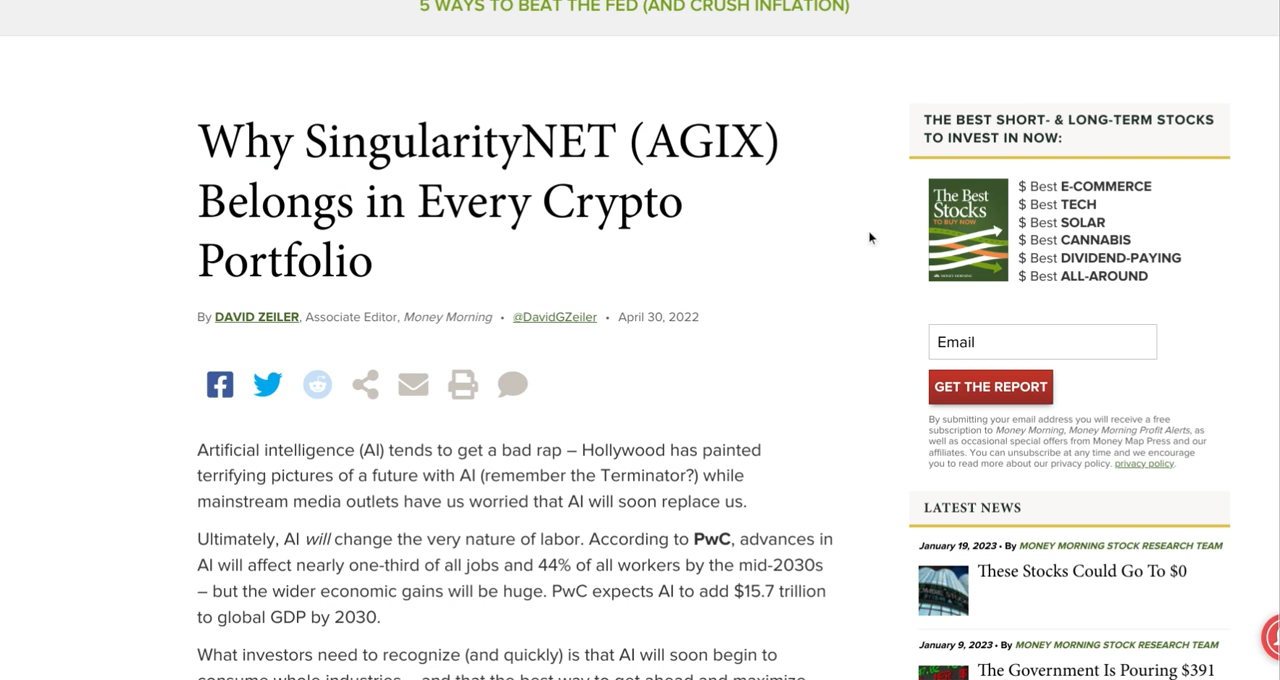 5 WAYS TO BEAT THE FED (AND CRUSH INFLATION)
Why SingularityNET (AGIX)
Belongs in Every Crypto
Portfolio
By DAVID ZEILER, Associate Editor, Money Morning • @DavidGZeiler • April 30, 2022
Artificial intelligence (AI) tends to get a bad rap – Hollywood has painted
terrifying pictures of a future with AI (remember the Terminator?) while
mainstream media outlets have us worried that AI will soon replace us.
Ultimately, AI will change the very nature of labor. According to PwC, advances in
AI will affect nearly one-third of all jobs and 44% of all workers by the mid-2030s
– but the wider economic gains will be huge. PwC expects AI to add $15.7 trillion
to global GDP by 2030.
What investors need to recognize (and quickly) is that AI will soon begin to
consume whole industries – and that the best way to get ahead and maximize
THE BEST SHORT- & LONG-TERM STOCKS
TO INVEST IN NOW:
The Best
Stocks
TO BUY NOW
MONEY MORNING
$ Best E-COMMERCE
$ Best TECH
$ Best SOLAR
$ Best CANNABIS
$ Best DIVIDEND-PAYING
$ Best ALL-AROUND
Email
GET THE REPORT
By submitting your email address you will receive a free
subscription to Money Morning, Money Morning Profit Alerts, as
well as occasional special offers from Money Map Press and our
affiliates. You can unsubscribe at any time and we encourage
you to read more about our privacy policy. privacy policy.
LATEST NEWS
January 19, 2023 • By MONEY MORNING STOCK RESEARCH TEAM
These Stocks Could Go To $0
January 9, 2023 • By MONEY MORNING STOCK RESEARCH TEAM
The Government Is Pouring $391